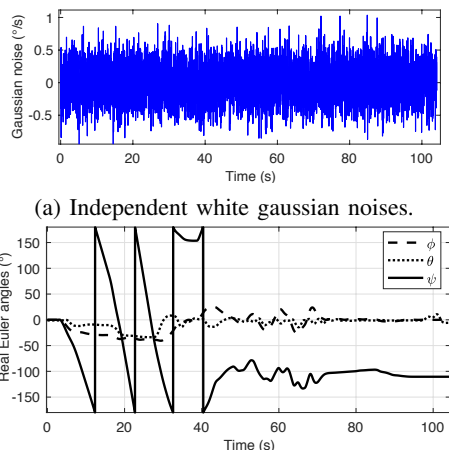 Gaussian noise (°/s)
1
0.5
0
-0.5
0 20 40 60 80 100
Time (s)
(a) Independent white gaussian noises.
Real Euler angles (°)
150
100
50
0
-50
-100
-150
ϕ
θ
ψ
0 20 40 60 80 100
Time (s)